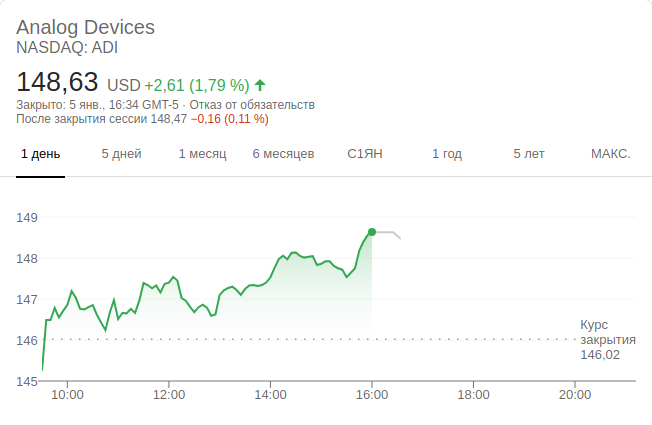 Analog Devices
NASDAQ: ADI
148,63 USD +2,61 (1,79 %)
Закрыто: 5 янв., 16:34 GMT-5 · Отказ от обязательств
После закрытия сессии 148,47 −0,16 (0,11 %)
1 день 5 дней 1 месяц 6 месяцев С1ЯН 1 год 5 лет МАКС.
149
148
147
146
145
Курс
закрытия
146,02
10:00 12:00 14:00 16:00 18:00 20:00